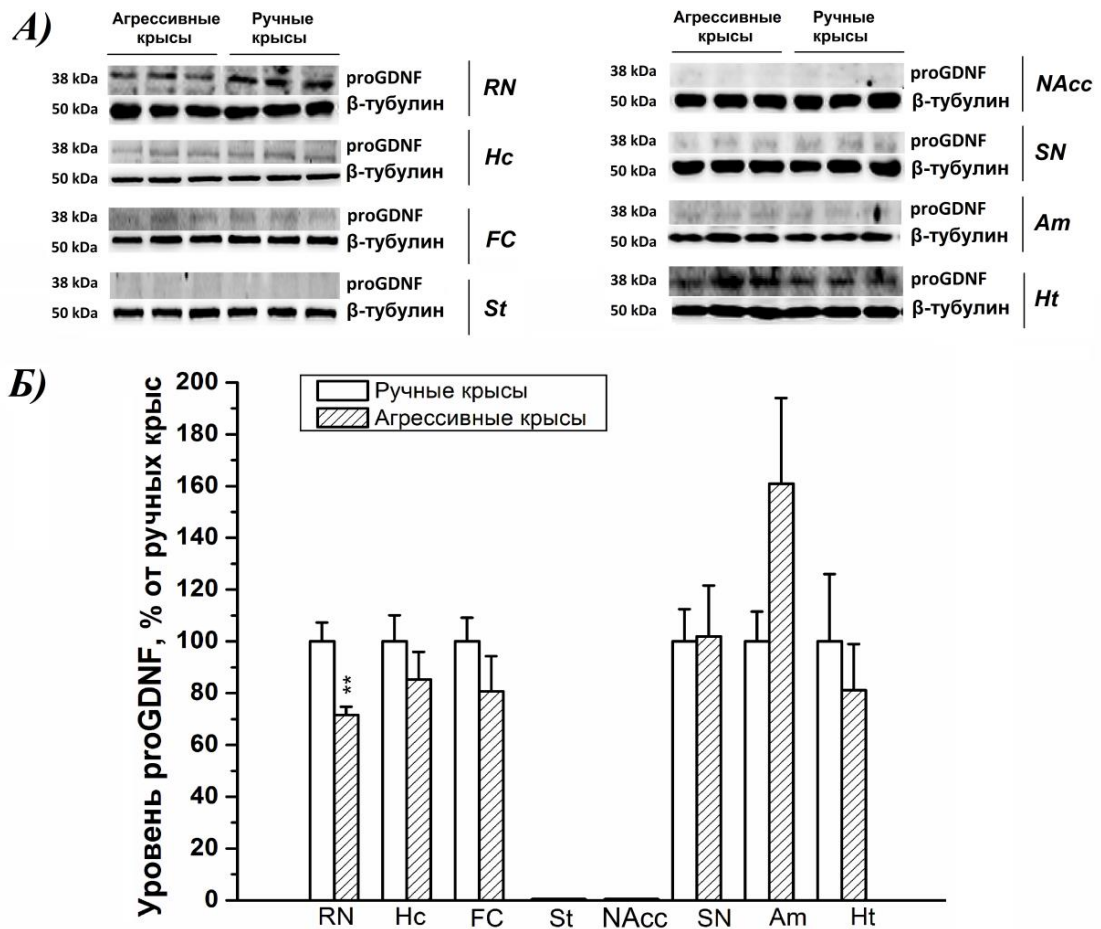 А)
Агрессивные крысы
Ручные крысы
38 kDa
proGDNF
50 kDa
β-тубулин
RN
38 kDa
proGDNF
50 kDa
β-тубулин
Hc
38 kDa
proGDNF
50 kDa
β-тубулин
FC
38 kDa
proGDNF
50 kDa
β-тубулин
St
Агрессивные крысы
Ручные крысы
38 kDa
proGDNF
50 kDa
β-тубулин
NAcc
38 kDa
proGDNF
50 kDa
β-тубулин
SN
38 kDa
proGDNF
50 kDa
β-тубулин
Am
38 kDa
proGDNF
50 kDa
β-тубулин
Ht
Б)
Уровень proGDNF, % от ручных крыс
200
180
160
140
120
100
80
60
40
20
0
Ручные крысы
Агрессивные крысы
**
RN Hc FC St NAcc SN Am Ht